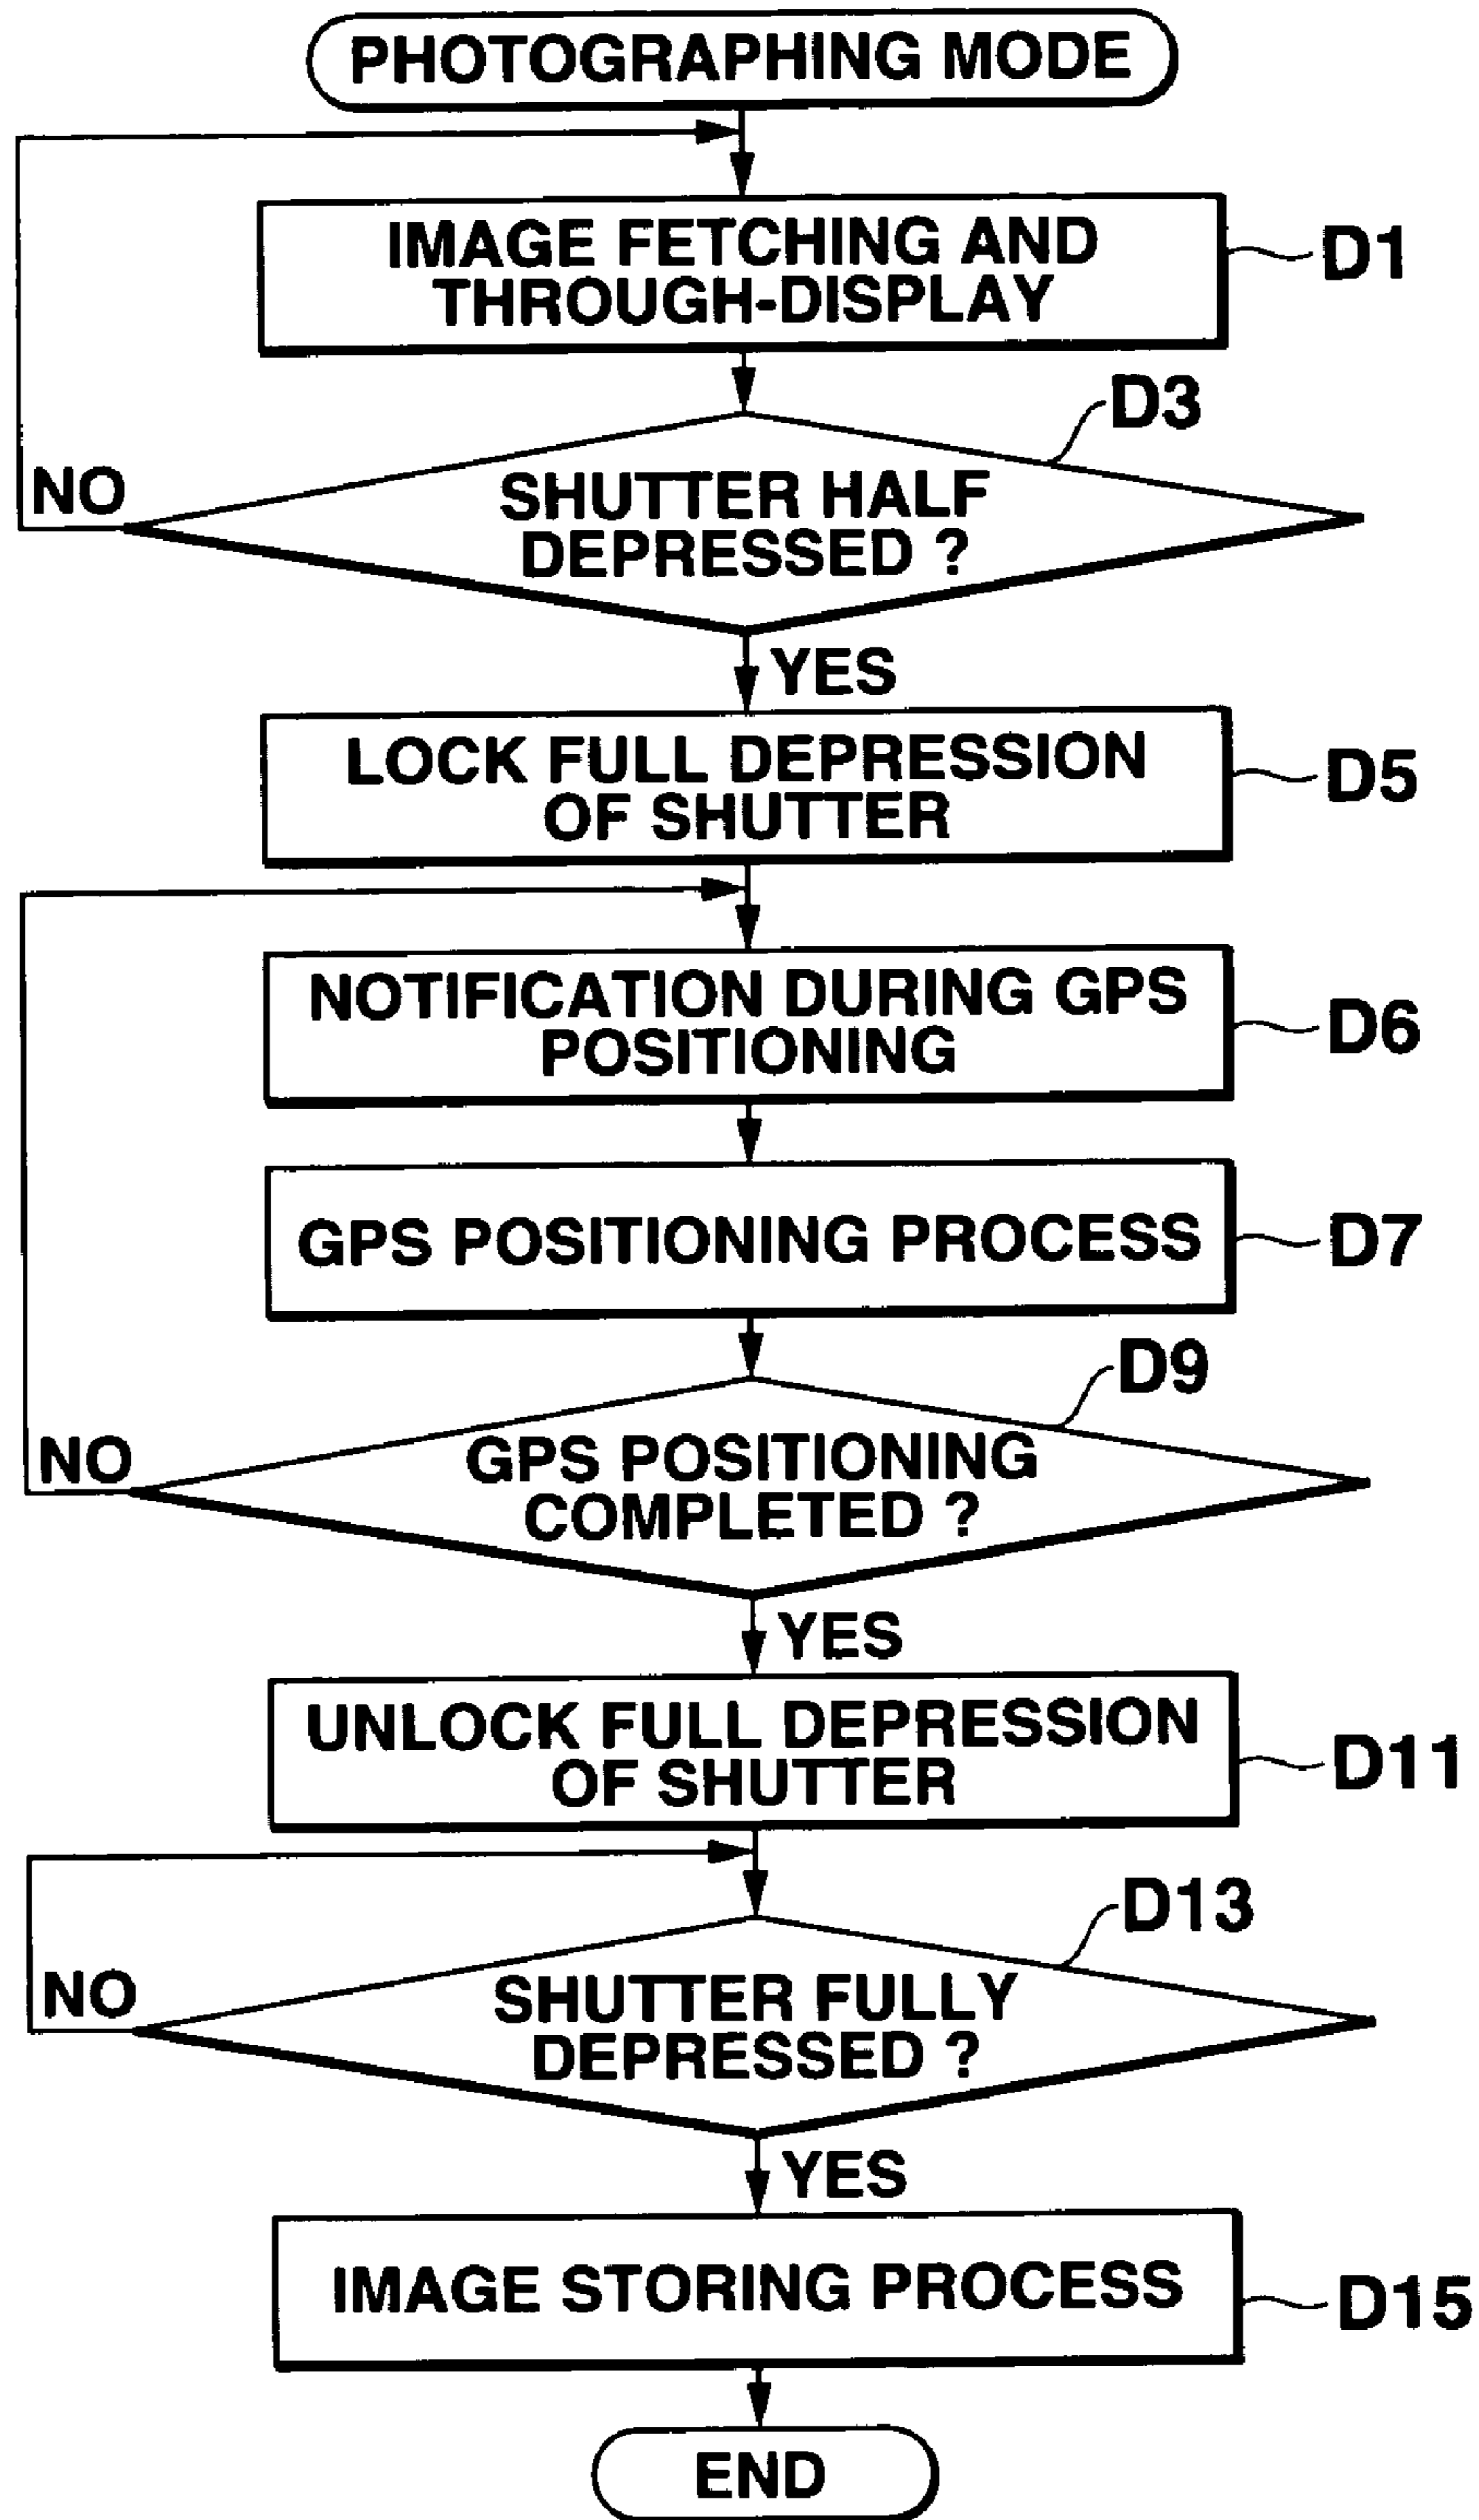 PHOTOGRAPHING MODE
IMAGE FETCHING AND
THROUGH-DISPLAY
D1
D3
NO
SHUTTER HALF
DEPRESSED ?
YES
LOCK FULL DEPRESSION
OF SHUTTER
D5
NOTIFICATION DURING GPS
POSITIONING
D6
GPS POSITIONING PROCESS
D7
D9
NO
GPS POSITIONING
COMPLETED ?
YES
UNLOCK FULL DEPRESSION
OF SHUTTER
D11
D13
NO
SHUTTER FULLY
DEPRESSED ?
YES
IMAGE STORING PROCESS
D15
END